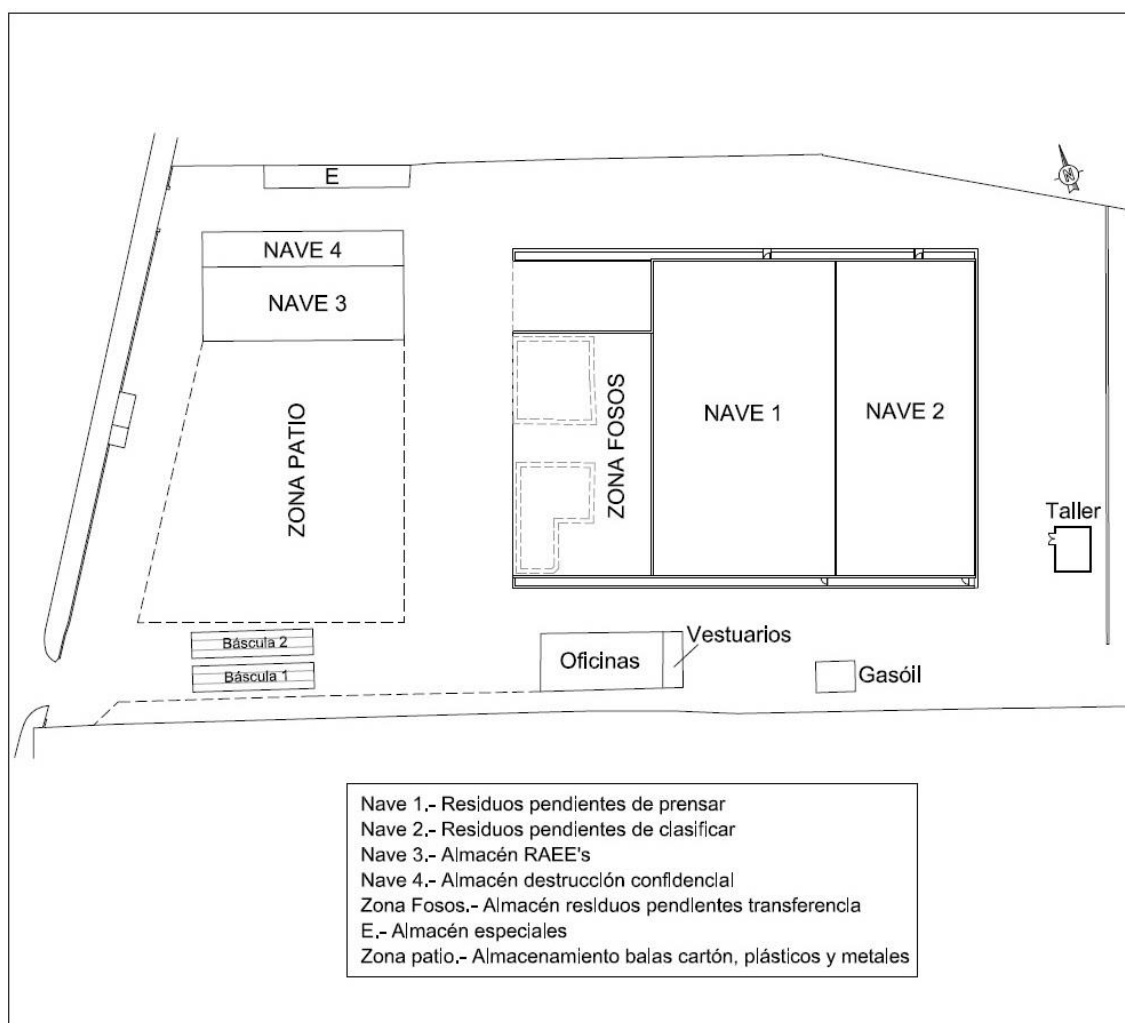 E
N
NAVE 4
NAVE 3
ZONA PATIO
ZONA FOSOS
NAVE 1
NAVE 2
Taller
Báscula 2
Báscula 1
Oficinas
Vestuarios
Gasóil
Nave 1.- Residuos pendientes de prensar
Nave 2.- Residuos pendientes de clasificar
Nave 3.- Almacén RAEE's
Nave 4.- Almacén destrucción confidencial
Zona Fosos.- Almacén residuos pendientes transferencia
E.- Almacén especiales
Zona patio.- Almacenamiento balas cartón, plásticos y metales